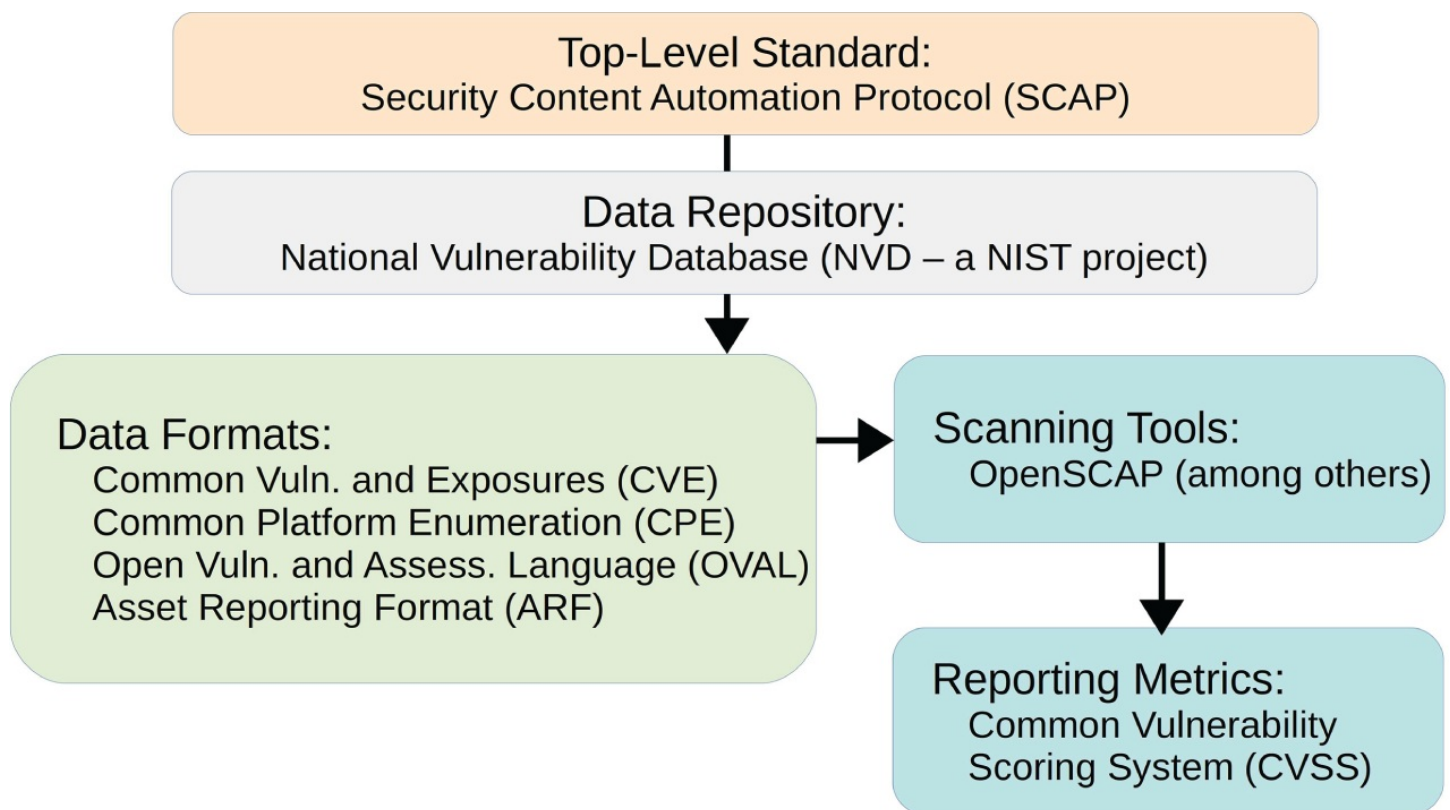 Top-Level Standard:
Security Content Automation Protocol (SCAP)
Data Repository:
National Vulnerability Database (NVD – a NIST project)
Data Formats:
Common Vuln. and Exposures (CVE)
Common Platform Enumeration (CPE)
Open Vuln. and Assess. Language (OVAL)
Asset Reporting Format (ARF)
Scanning Tools:
OpenSCAP (among others)
Reporting Metrics:
Common Vulnerability
Scoring System (CVSS)